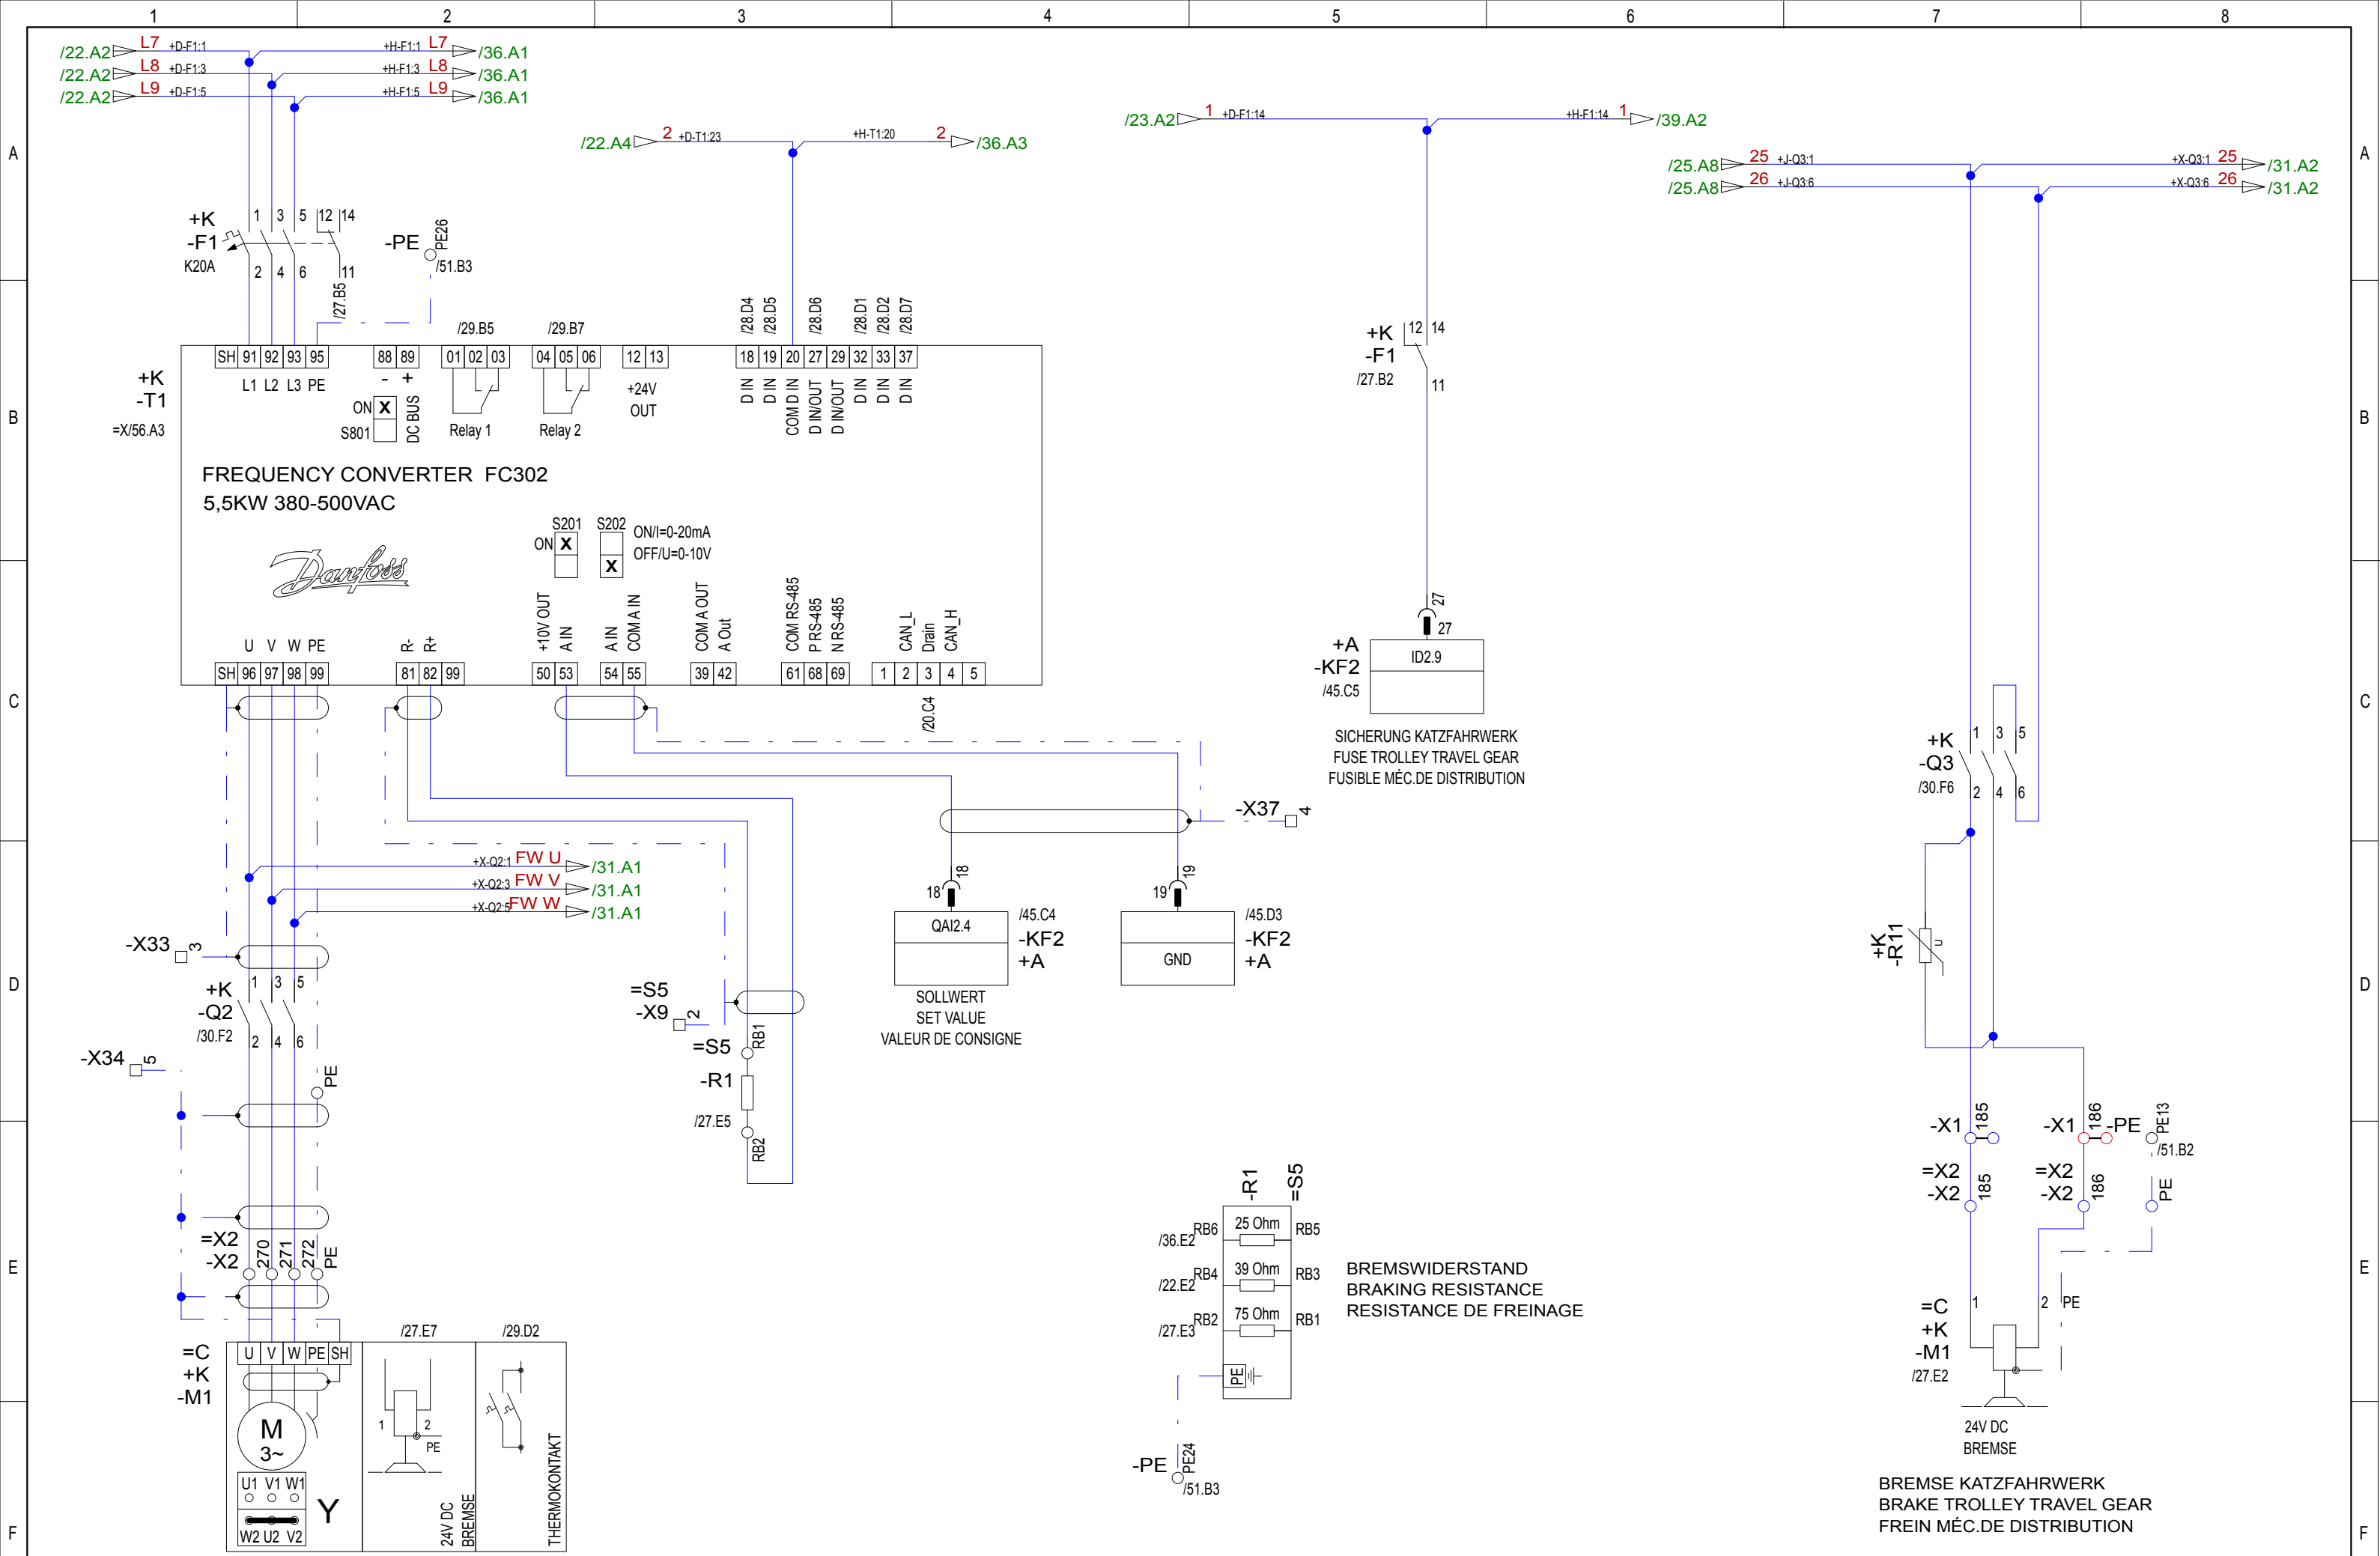 1 2 3 4 5 6 7 8
/22.A2 L7 +D-F1:1 +H-F1:1 L7 /36.A1
/22.A2 L8 +D-F1:3 +H-F1:3 L8 /36.A1
/22.A2 L9 +D-F1:5 +H-F1:5 L9 /36.A1
/23.A2 1 +D-F1:14 +H-F1:14 1 /39.A2
/22.A4 2 +D-T1:23 +H-T1:20 2 /36.A3
/25.A8 25 +J-Q3:1 +X-Q3:1 25 /31.A2
/25.A8 26 +J-Q3:6 +X-Q3:6 26 /31.A2
A A
+K
-F1
K20A
1 3 5 12 14
2 4 6 11
/27.B5
-PE PE26
/51.B3
/29.B5 /29.B7
/28.D4 /28.D5 /28.D6 /28.D1 /28.D2 /28.D7
SH 91 92 93 95 88 89 01 02 03 04 05 06 12 13 18 19 20 27 29 32 33 37
L1 L2 L3 PE - +
+K
-T1
=X/56.A3
ON X
S801
DC BUS
Relay 1
Relay 2
+24V
OUT
D IN
D IN
COM D IN
D IN/OUT
D IN/OUT
D IN
D IN
D IN
B B
FREQUENCY CONVERTER FC302
5,5KW 380-500VAC
Danfoss
S201 S202
ON X
X
ON/I=0-20mA
OFF/U=0-10V
U V W PE
R-
R+
+10V OUT
A IN
A IN
COM A IN
COM A OUT
A Out
COM RS-485
P RS-485
N RS-485
CAN_L
Drain
CAN_H
SH 96 97 98 99 81 82 99 50 53 54 55 39 42 61 68 69 1 2 3 4 5
/20.C4
+K
-F1
/27.B2
12 14
11
27
27
+A
-KF2
/45.C5
ID2.9
SICHERUNG KATZFAHRWERK
FUSE TROLLEY TRAVEL GEAR
FUSIBLE MÉC.DE DISTRIBUTION
C C
+K
-Q3
/30.F6
1 3 5
2 4 6
-X37 4
+X-Q2:1 FW U /31.A1
+X-Q2:3 FW V /31.A1
+X-Q2:5 FW W /31.A1
18 18
19 19
QAI2.4
/45.C4
-KF2
+A
GND
/45.D3
-KF2
+A
SOLLWERT
SET VALUE
VALEUR DE CONSIGNE
+K
-R11
U
-X33 3
D D
+K
-Q2
/30.F2
1 3 5
2 4 6
-X34 5
PE
=S5
-X9 2
=S5
-R1
/27.E5
RB1
RB2
-X1 185
-X1 186
-PE PE13
/51.B2
=X2
-X2 185
=X2
-X2 186
PE
=X2
-X2
270 271 272 PE
E E
-R1 =S5
/36.E2 RB6 25 Ohm RB5
/22.E2 RB4 39 Ohm RB3
/27.E3 RB2 75 Ohm RB1
PE
BREMSWIDERSTAND
BRAKING RESISTANCE
RESISTANCE DE FREINAGE
-PE PE24
/51.B3
=C
+K
-M1
/27.E2
1 2 PE
24V DC
BREMSE
BREMSE KATZFAHRWERK
BRAKE TROLLEY TRAVEL GEAR
FREIN MÉC.DE DISTRIBUTION
=C
+K
-M1
U V W PE SH
/27.E7
/29.D2
M
3~
1 2
PE
24V DC
BREMSE
THERMOKONTAKT
U1 V1 W1
Y
W2 U2 V2
F F